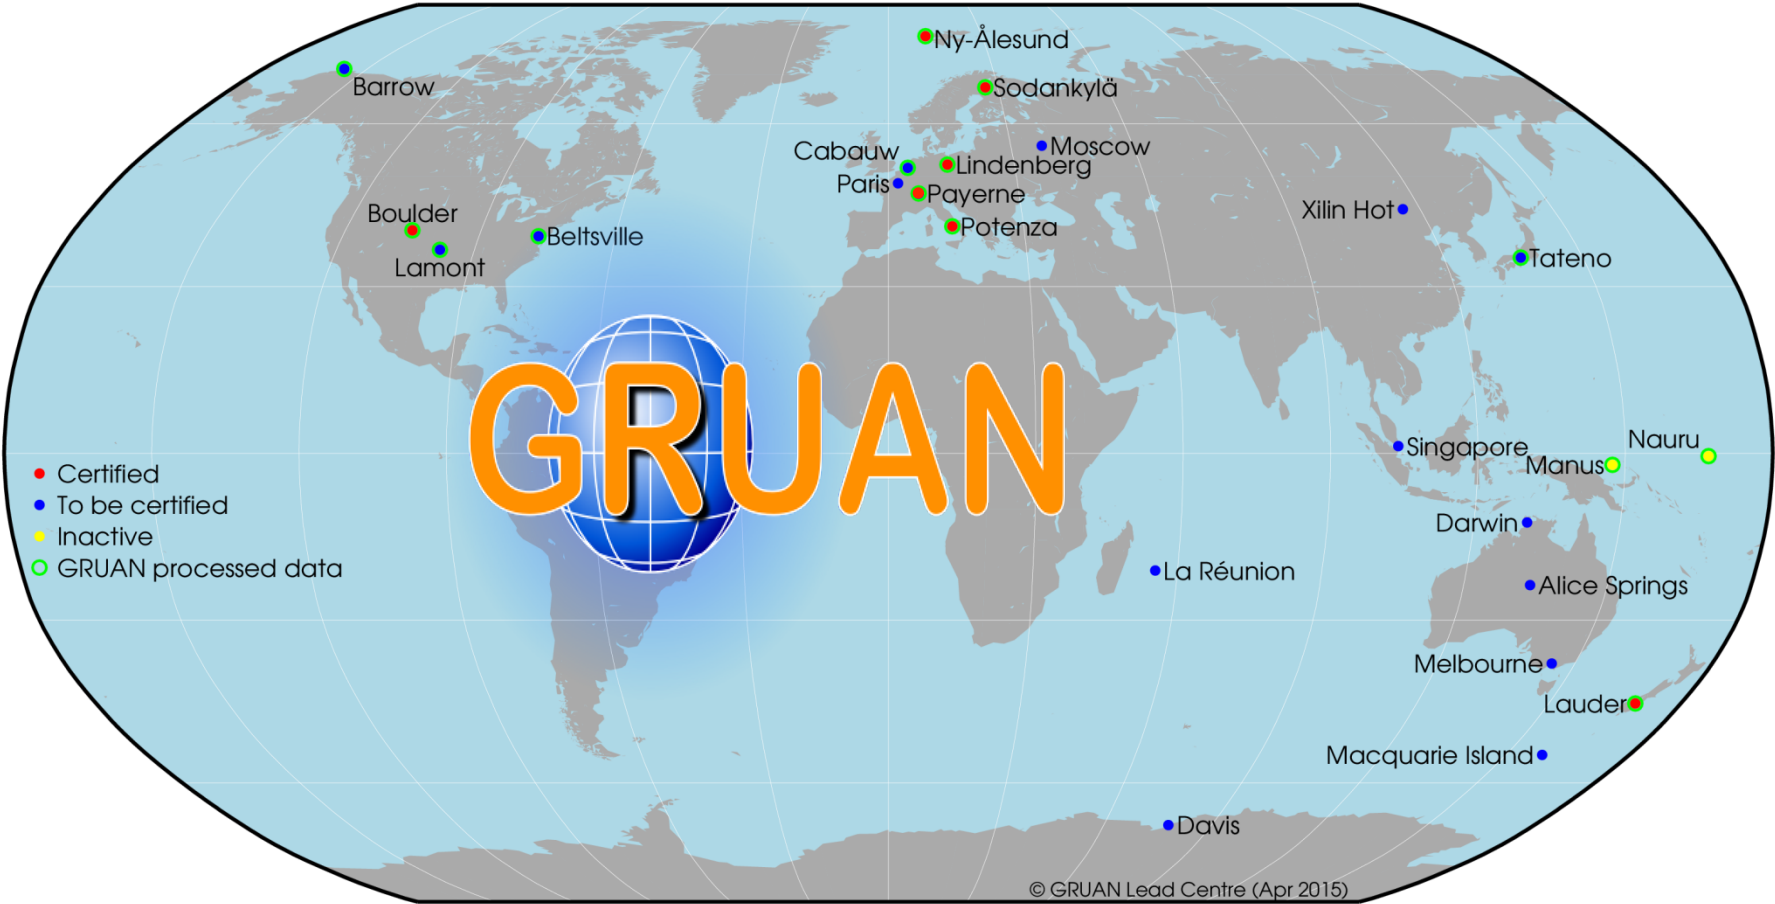 Ny-Ålesund
Barrow
Sodankylä
Moscow
Cabauw
Lindenberg
Paris
Payerne
Xilin Hot
Boulder
Potenza
Beltsville
Tateno
Lamont
GRUAN
Nauru
Singapore
Manus
Certified
To be certified
Inactive
GRUAN processed data
Darwin
La Réunion
Alice Springs
Melbourne
Lauder
Macquarie Island
Davis
© GRUAN Lead Centre (Apr 2015)